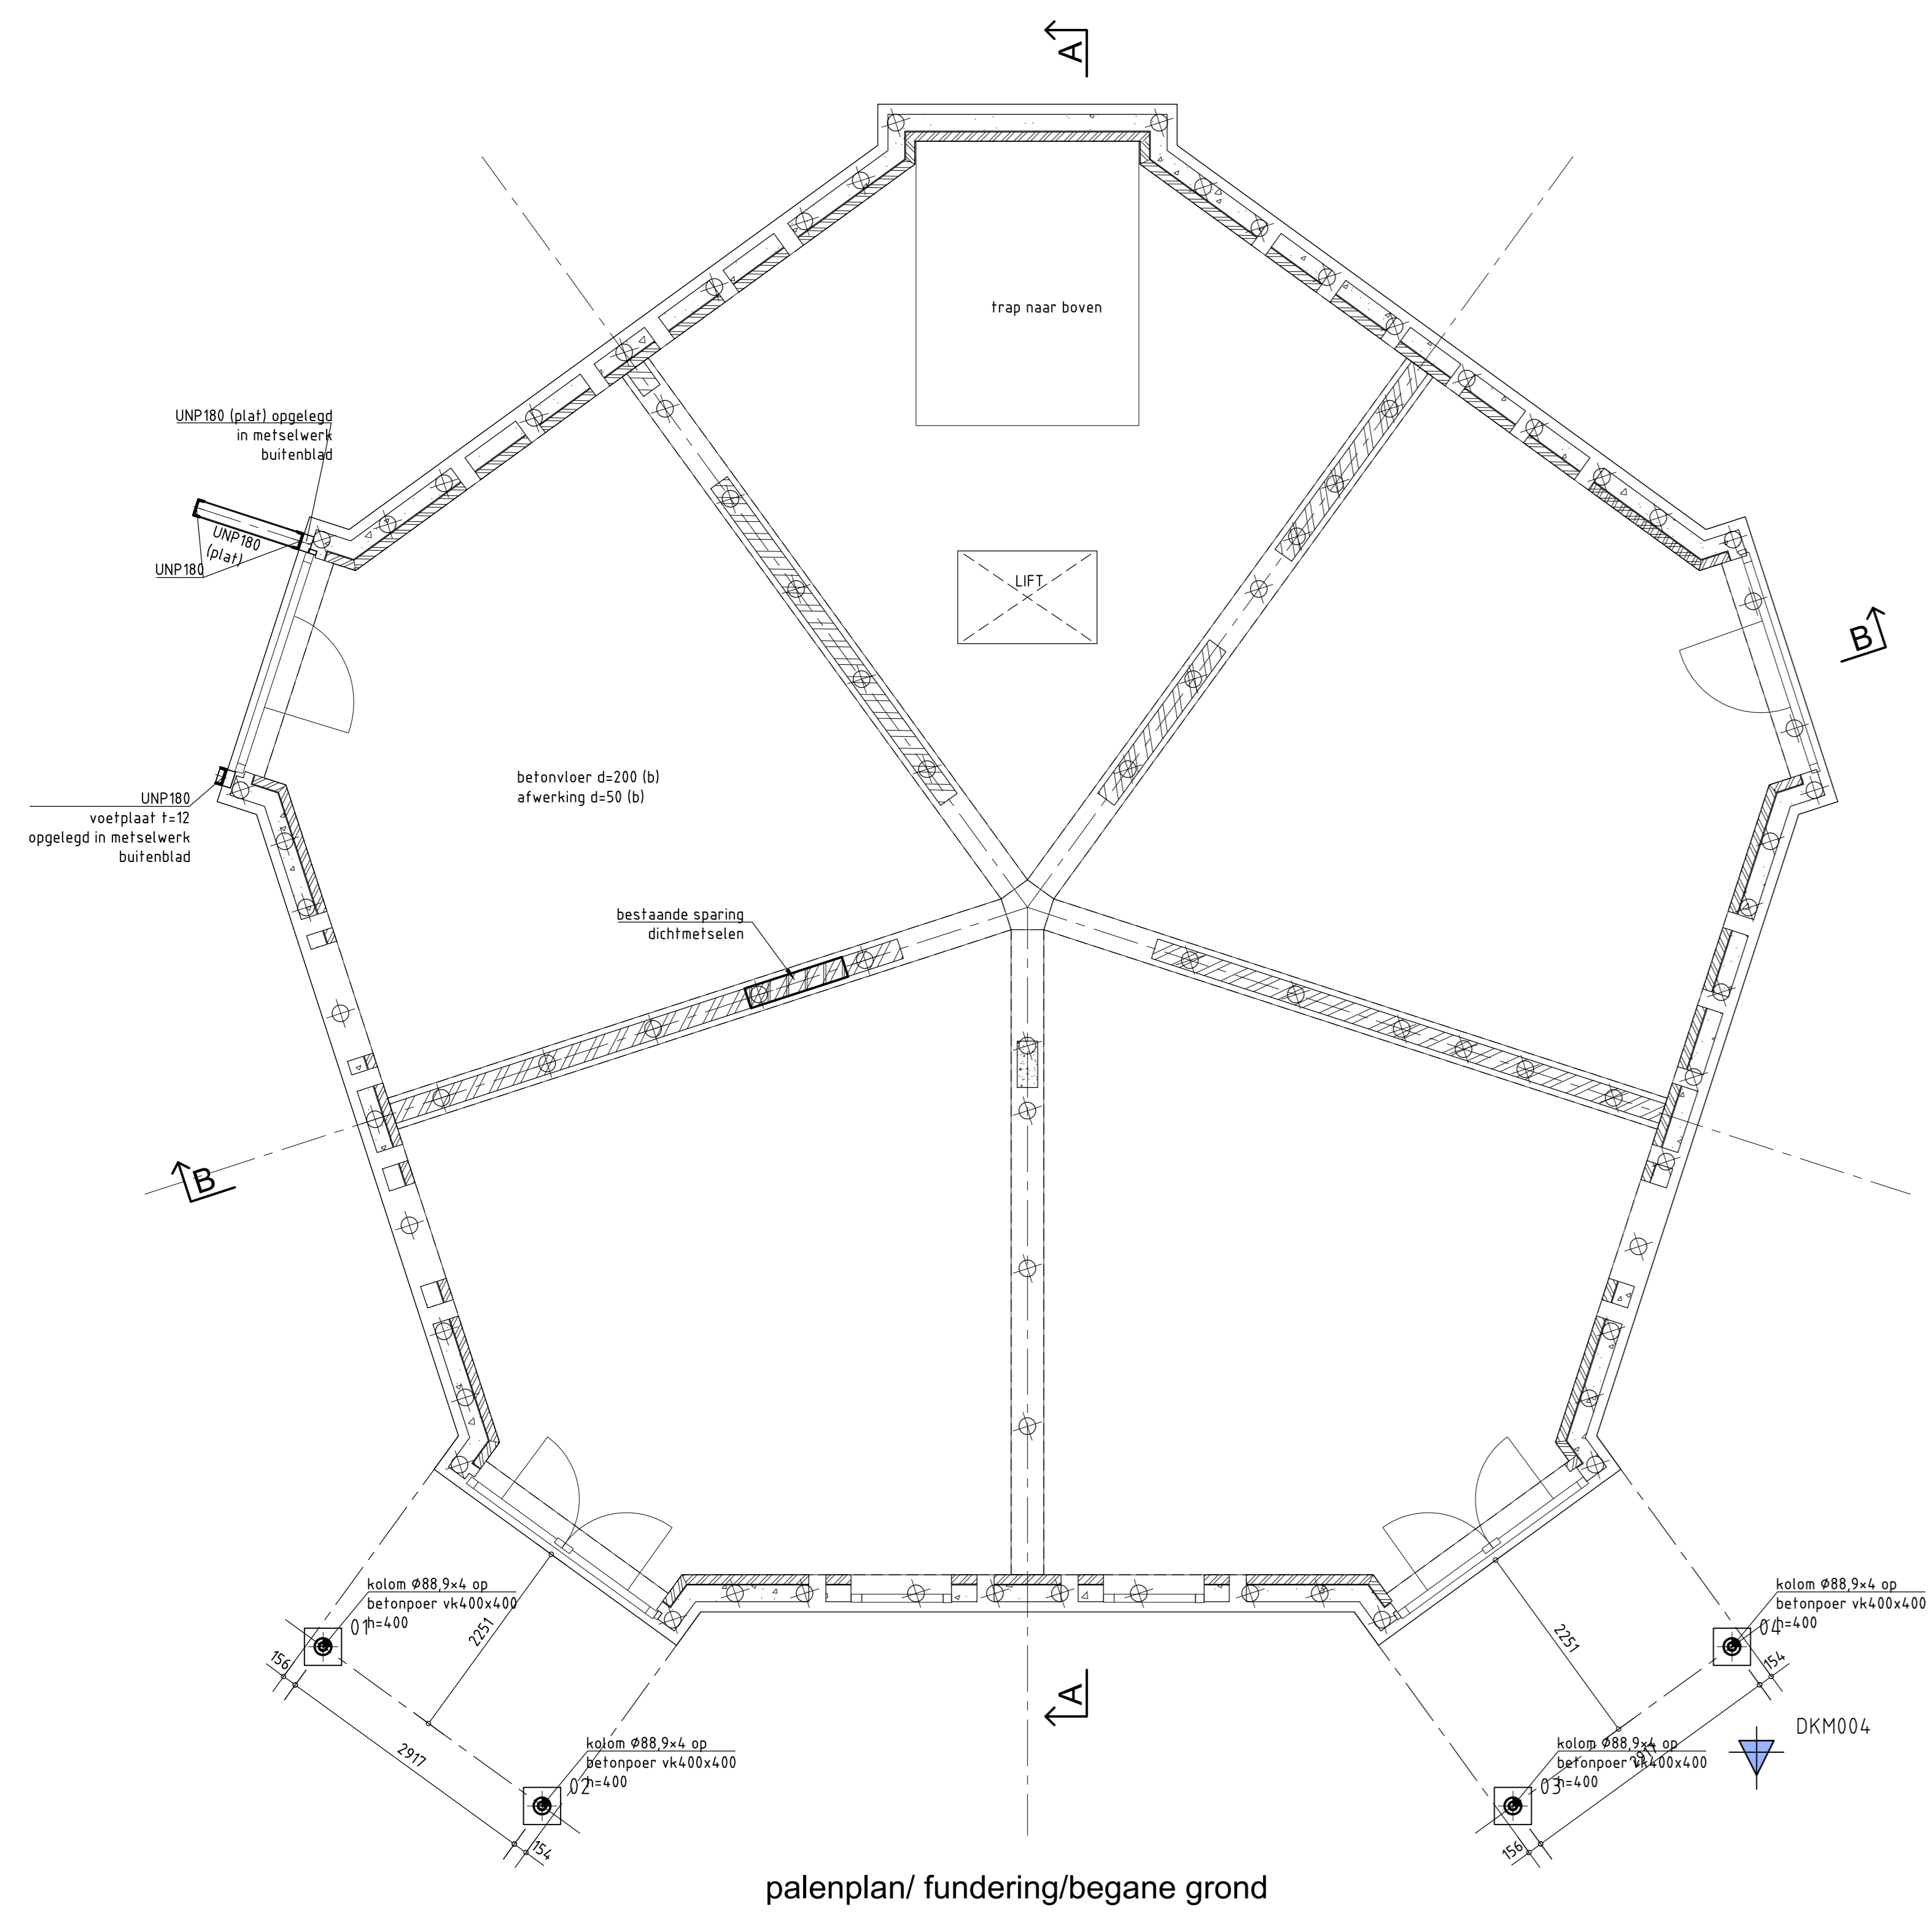 A
trap naar boven
UNP180 (plat) opgelegd
in metselwerk
buitenblad
UNP180
(plat)
UNP180
LIFT
B
betonvloer d=200 (b)
afwerking d=50 (b)
UNP180
voetplaat t=12
opgelegd in metselwerk
buitenblad
bestaande sparing
dichtmetselen
B
kolom Ø88,9x4 op
betonpoer vk400x400
h=400
01
2251
156
2917
kolom Ø88,9x4 op
betonpoer vk400x400
h=400
02
154
A
2251
kolom Ø88,9x4 op
betonpoer vk400x400
h=400
04
154
DKM004
kolom Ø88,9x4 op
betonpoer vk400x400
h=400
03
2917
156
palenplan/ fundering/begane grond